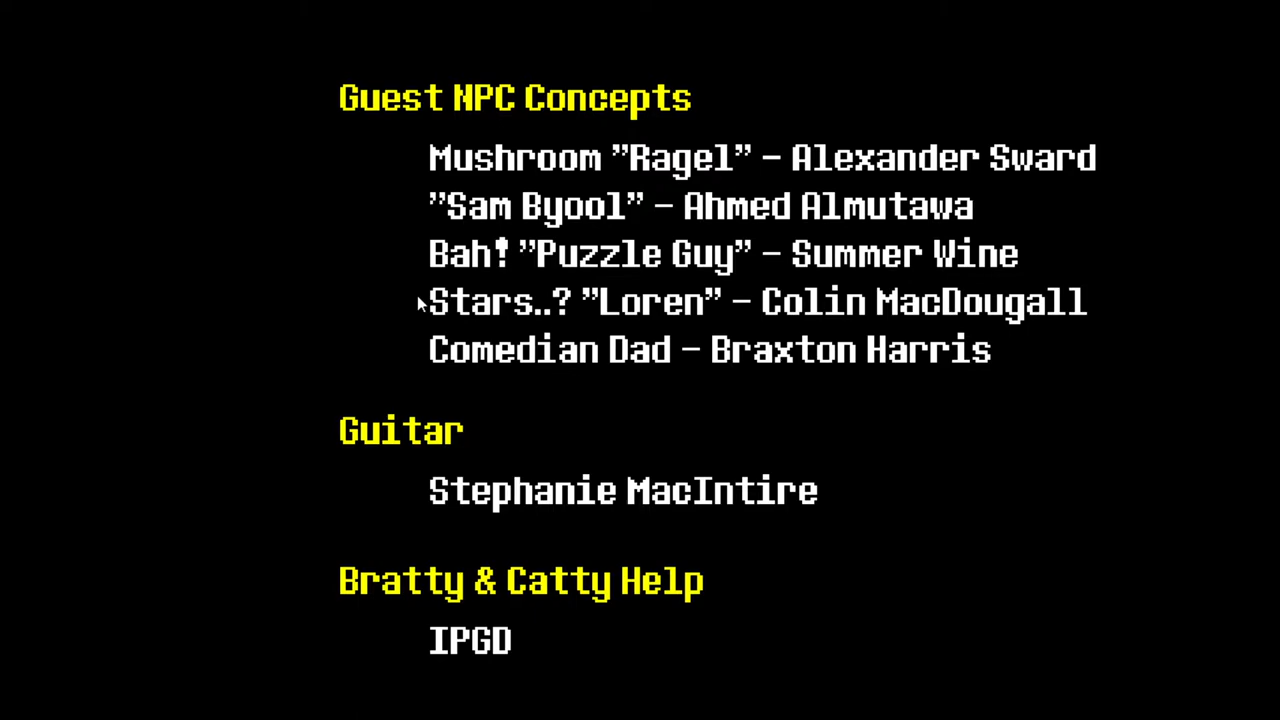 Guest NPC Concepts
Mushroom "Ragel" - Alexander Sward
"Sam Byool" - Ahmed Almutawa
Bah! "Puzzle Guy" - Summer Wine
Stars..? "Loren" - Colin MacDougall
Comedian Dad - Braxton Harris
Guitar
Stephanie MacIntire
Bratty & Catty Help
IPGD